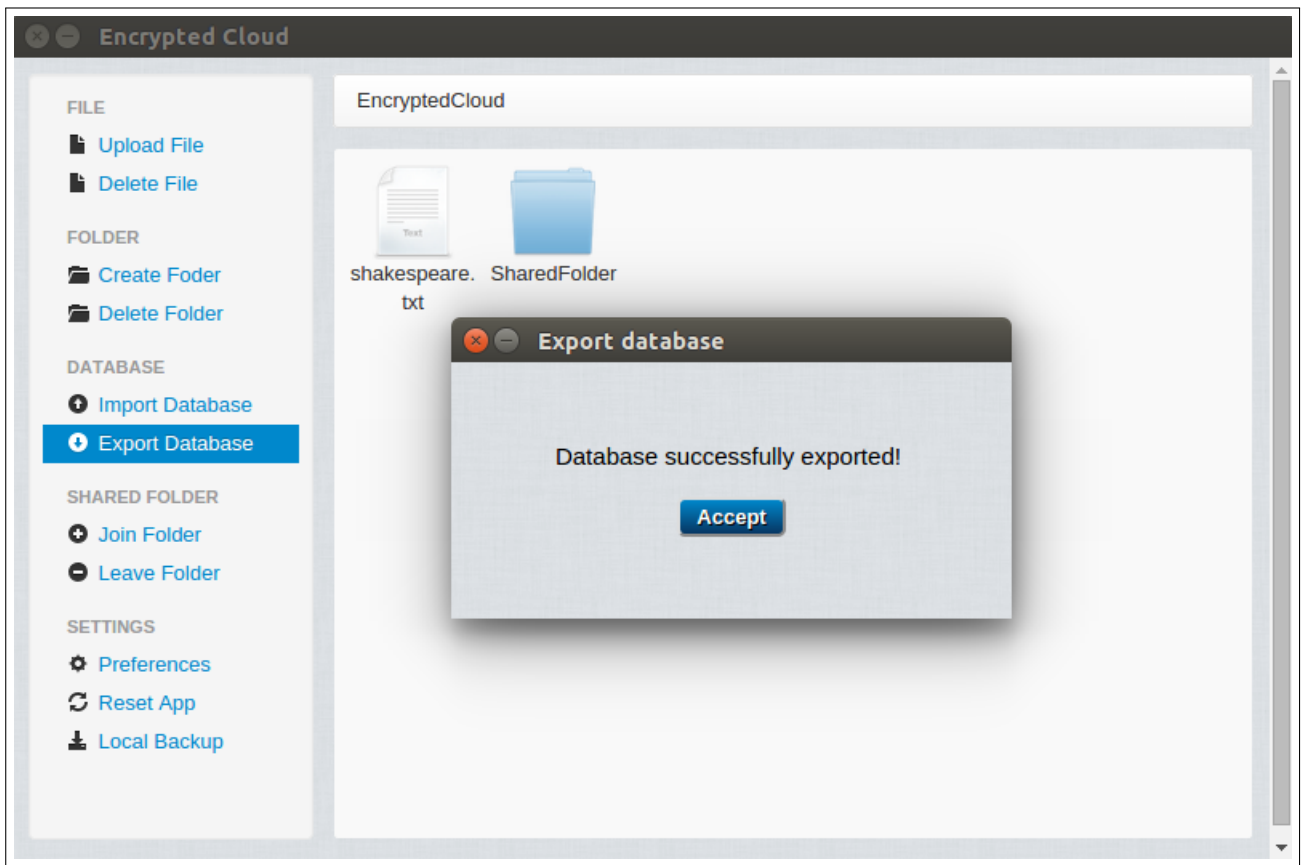 Encrypted Cloud
FILE
Upload File
Delete File
FOLDER
Create Foder
Delete Folder
DATABASE
Import Database
Export Database
SHARED FOLDER
Join Folder
Leave Folder
SETTINGS
Preferences
Reset App
Local Backup
EncryptedCloud
Text
shakespeare.
txt
SharedFolder
Export database
Database successfully exported!
Accept